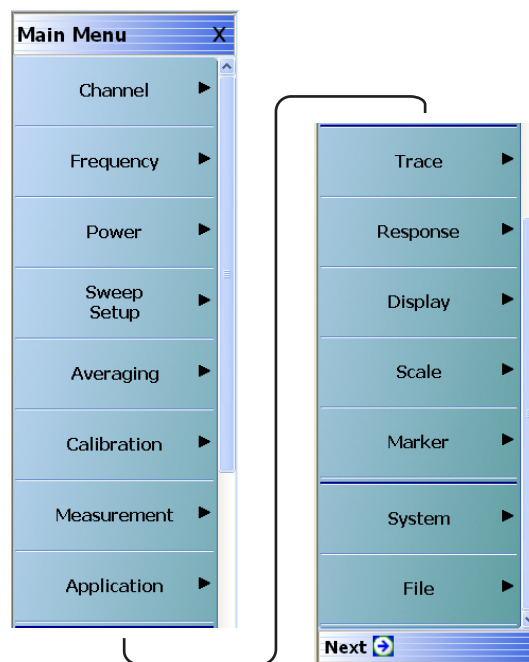 Main Menu X
Channel
Frequency
Power
Sweep
Setup
Averaging
Calibration
Measurement
Application
Trace
Response
Display
Scale
Marker
System
File
Next